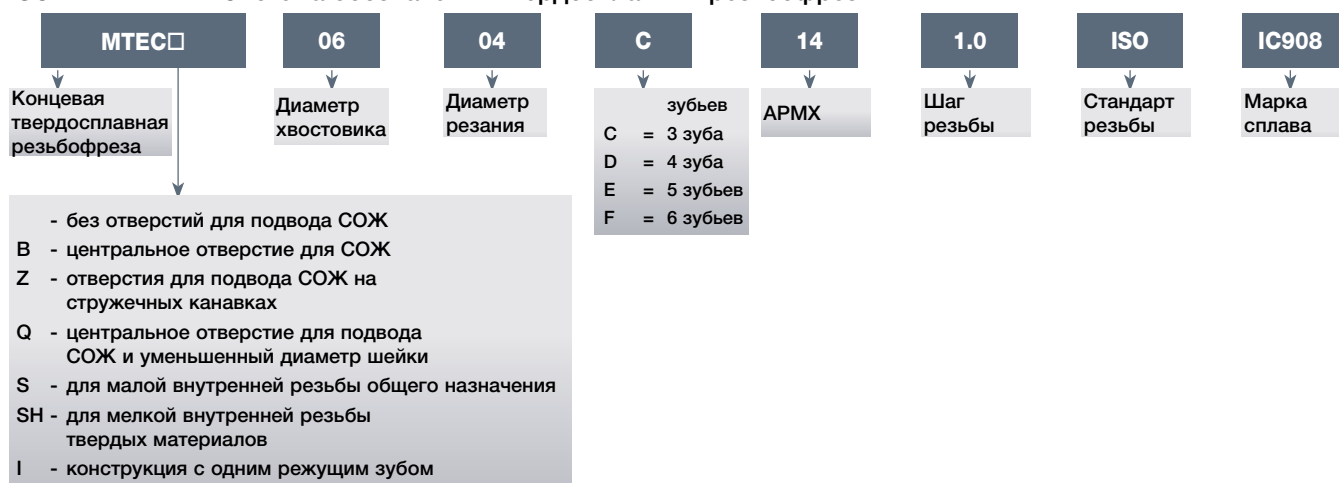 MTEC□ 06 04 C 14 1.0 ISO IC908
Концевая
твердосплавная
резьбофреза
Диаметр
хвостовика
Диаметр
резания
зубьев
C = 3 зуба
D = 4 зуба
E = 5 зубьев
F = 6 зубьев
APMX
Шаг
резьбы
Стандарт
резьбы
Марка
сплава
- без отверстий для подвода СОЖ
B - центральное отверстие для СОЖ
Z - отверстия для подвода СОЖ на
стружечных канавках
Q - центральное отверстие для подвода
СОЖ и уменьшенный диаметр шейки
S - для малой внутренней резьбы общего назначения
SH - для мелкой внутренней резьбы
твердых материалов
I - конструкция с одним режущим зубом